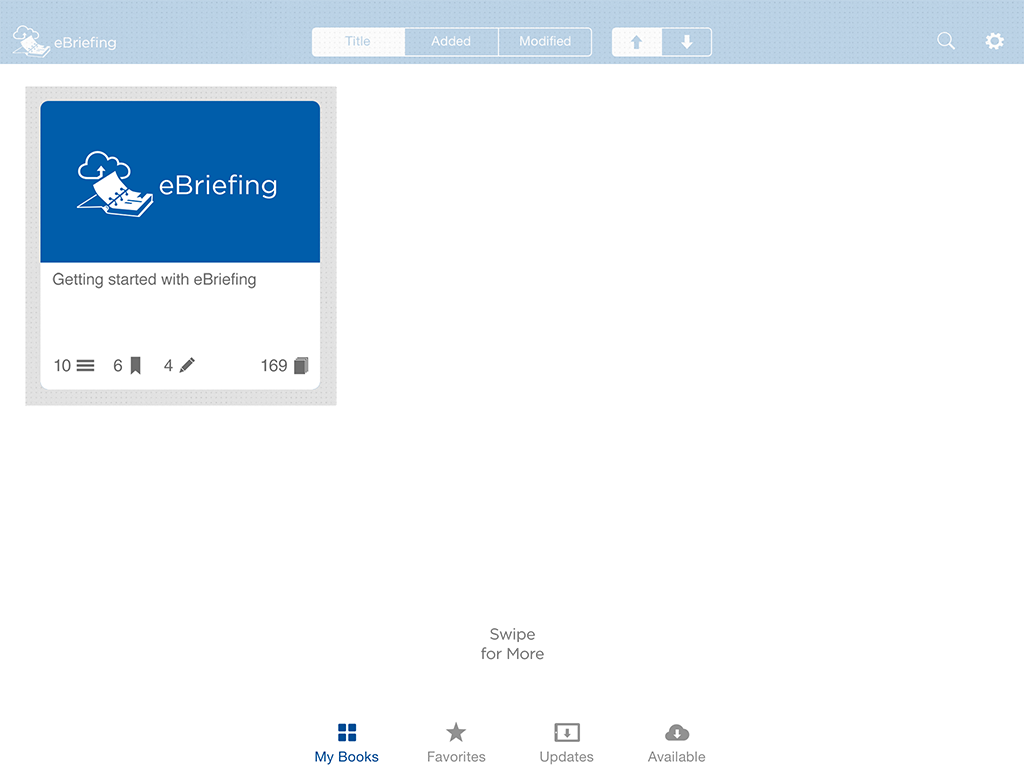 eBriefing
Title
Added
Modified
eBriefing
Getting started with eBriefing
10
6
4
169
Swipe
for More
My Books
Favorites
Updates
Available